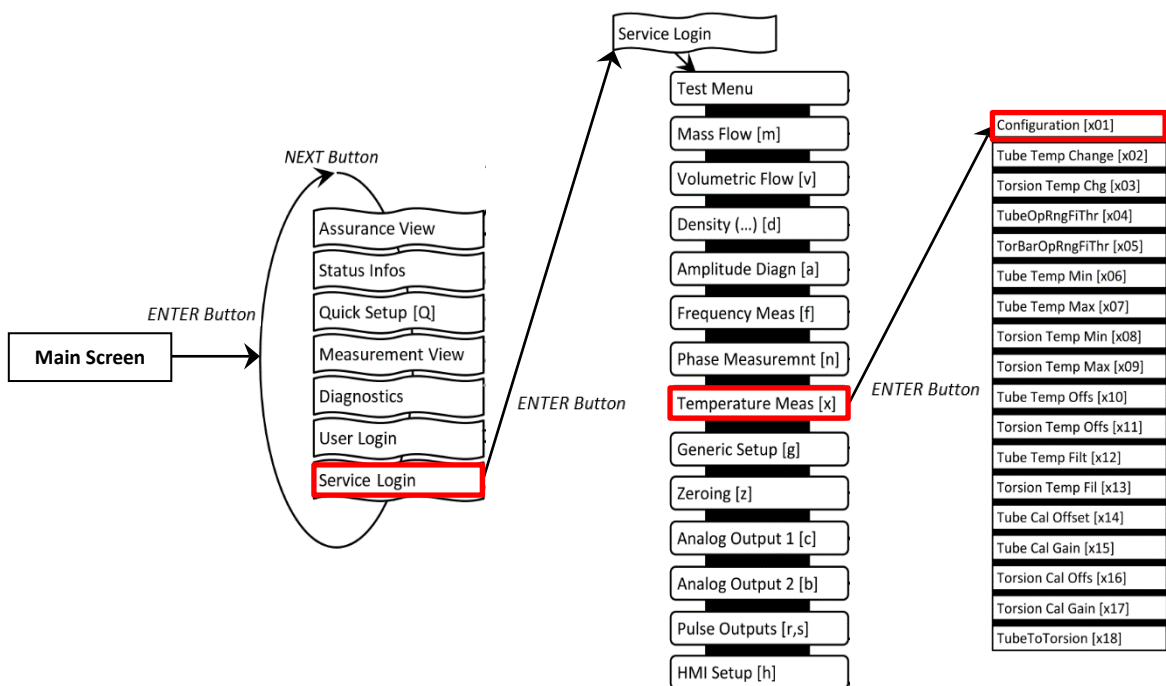 Main Screen
ENTER Button
NEXT Button
Assurance View
Status Infos
Quick Setup [Q]
Measurement View
Diagnostics
User Login
Service Login
ENTER Button
Service Login
Test Menu
Mass Flow [m]
Volumetric Flow [v]
Density (...) [d]
Amplitude Diagn [a]
Frequency Meas [f]
Phase Measuremnt [n]
Temperature Meas [x]
Generic Setup [g]
Zeroing [z]
Analog Output 1 [c]
Analog Output 2 [b]
Pulse Outputs [r,s]
HMI Setup [h]
ENTER Button
Configuration [x01]
Tube Temp Change [x02]
Torsion Temp Chg [x03]
TubeOpRngFiThr [x04]
TorBarOpRngFiThr [x05]
Tube Temp Min [x06]
Tube Temp Max [x07]
Torsion Temp Min [x08]
Torsion Temp Max [x09]
Tube Temp Offs [x10]
Torsion Temp Offs [x11]
Tube Temp Filt [x12]
Torsion Temp Fil [x13]
Tube Cal Offset [x14]
Tube Cal Gain [x15]
Torsion Cal Offs [x16]
Torsion Cal Gain [x17]
TubeToTorsion [x18]